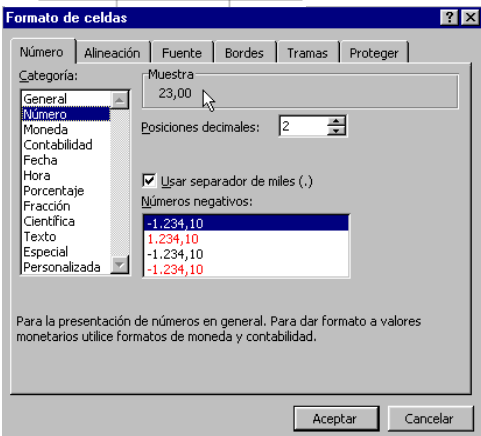 Formato de celdas
Número Alineación Fuente Bordes Tramas Proteger
Categoría:
General
Número
Moneda
Contabilidad
Fecha
Hora
Porcentaje
Fracción
Científica
Texto
Especial
Personalizada
Muestra
23,00
Posiciones decimales: 2
Usar separador de miles (.)
Números negativos:
-1.234,10
1.234,10
-1.234,10
-1.234,10
Para la presentación de números en general. Para dar formato a valores
monetarios utilice formatos de moneda y contabilidad.
Aceptar Cancelar